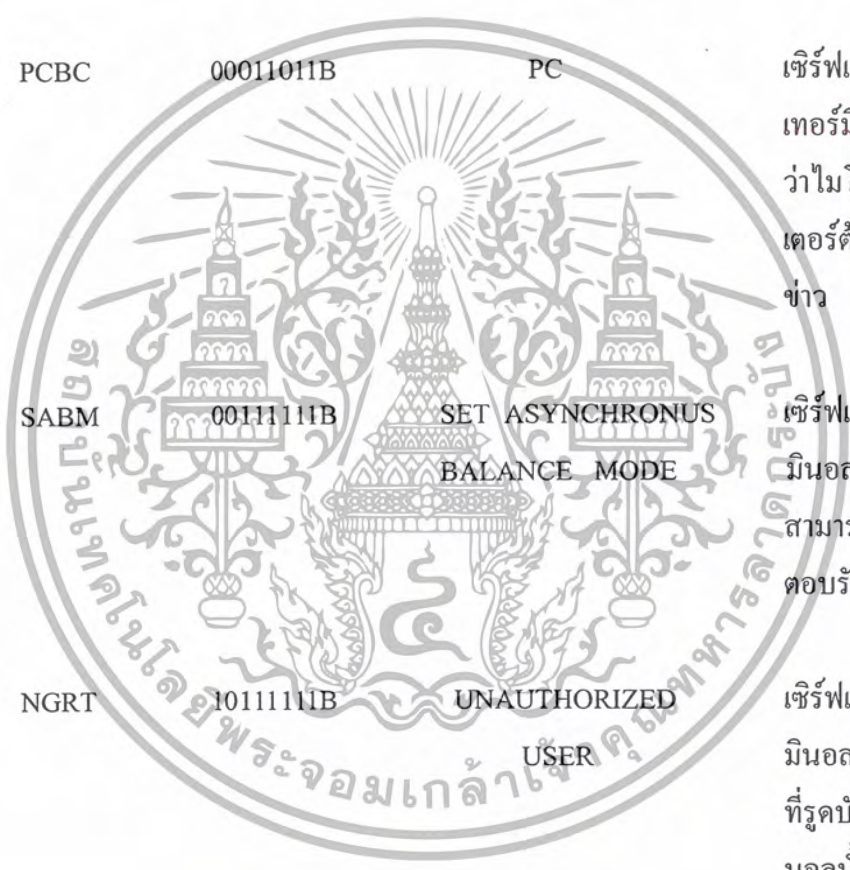 PCBC 00011011B PC เซิร์ฟเ
เทอร์มิ
ว่าไมโ
เตอร์ต้
ข่าว
SABM 00111111B SET ASYNCHRONUS เซิร์ฟเ
BALANCE MODE มินอล
สามาร
ตอบรั
NGRT 10111111B UNAUTHORIZED เซิร์ฟเ
USER มินอล
ที่รูดบั
สถาบันเทคโนโลยีพระจอมเกล้าเจ้าคุณทหารลาดกระบัง